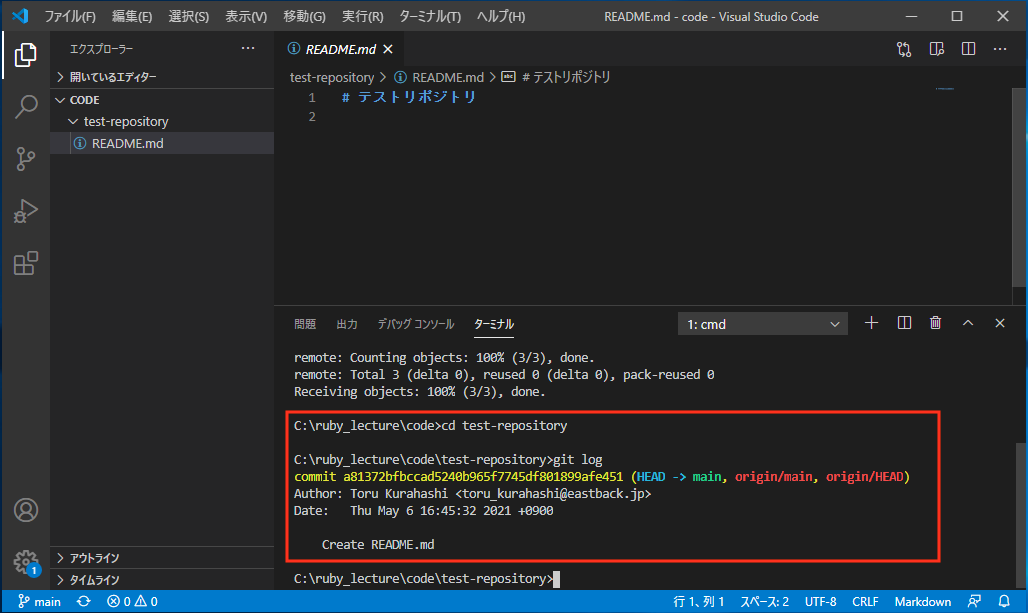 ファイル(F) 編集(E) 選択(S) 表示(V) 移動(G) 実行(R) ターミナル(T) ヘルプ(H) README.md - code - Visual Studio Code
エクスプローラー
README.md
開いているエディター
test-repository > README.md > # テストリポジトリ
CODE
1 # テストリポジトリ
2
test-repository
README.md
問題 出力 デバッグ コンソール ターミナル 1: cmd
remote: Counting objects: 100% (3/3), done.
remote: Total 3 (delta 0), reused 0 (delta 0), pack-reused 0
Receiving objects: 100% (3/3), done.
C:\ruby_lecture\code>cd test-repository
C:\ruby_lecture\code\test-repository>git log
commit a81372bfbccad5240b965f7745df801899afe451 (HEAD -> main, origin/main, origin/HEAD)
Author: Toru Kurahashi <toru_kurahashi@eastback.jp>
Date:   Thu May 6 16:45:32 2021 +0900
Create README.md
C:\ruby_lecture\code\test-repository>
アウトライン
タイムライン
1
main 0 0 行 1、列 1 スペース: 2 UTF-8 CRLF Markdown